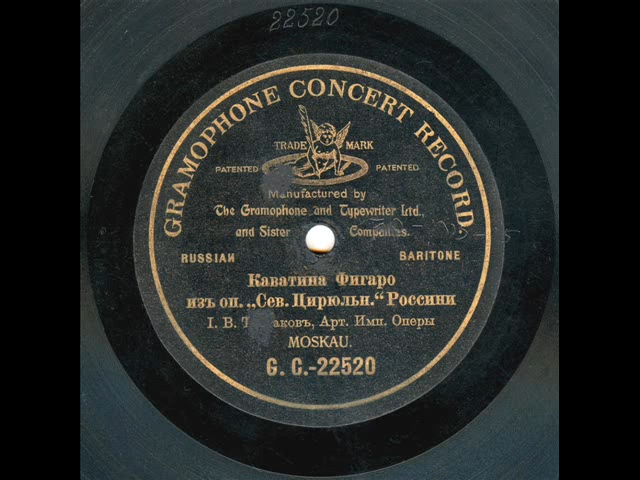 22520
GRAMOPHONE CONCERT RECORD.
TRADE MARK
PATENTED PATENTED
Manufactured by
The Gramophone and Typewriter Ltd.,
and Sister Companies.
RUSSIAN BARITONE
Каватина Фигаро
изъ оп. „Сев. Цирюльн.“ Россини
І. В. Арт. Имп. Оперы
MOSKAU.
G. C.-22520